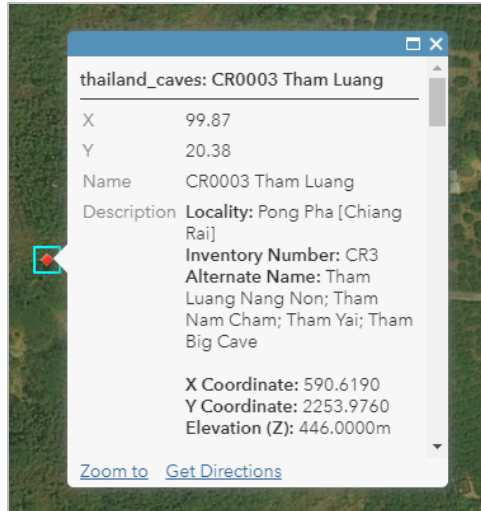 thailand_caves: CR0003 Tham Luang
X 99.87
Y 20.38
Name CR0003 Tham Luang
Description Locality: Pong Pha [Chiang
Rai]
Inventory Number: CR3
Alternate Name: Tham
Luang Nang Non; Tham
Nam Cham; Tham Yai; Tham
Big Cave
X Coordinate: 590.6190
Y Coordinate: 2253.9760
Elevation (Z): 446.0000m
Zoom to Get Directions